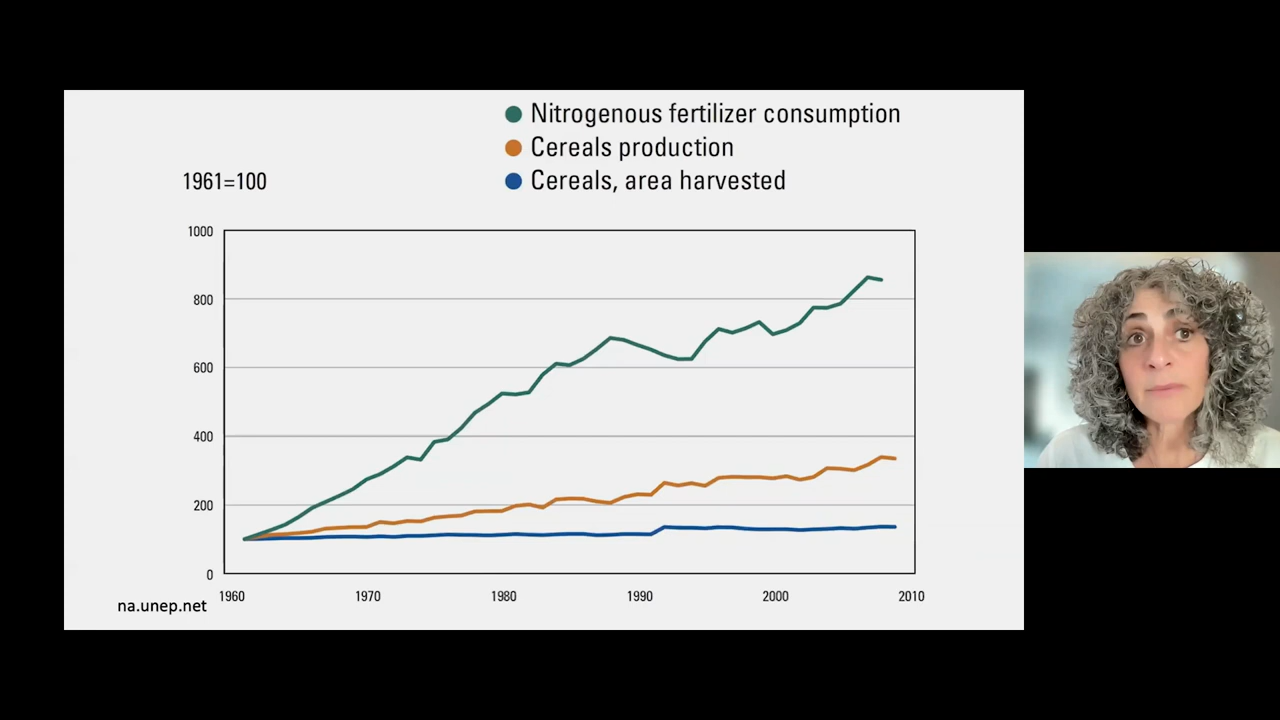 Nitrogenous fertilizer consumption
Cereals production
Cereals, area harvested
1961=100
1000
800
600
400
200
0
1960 1970 1980 1990 2000 2010
na.unep.net